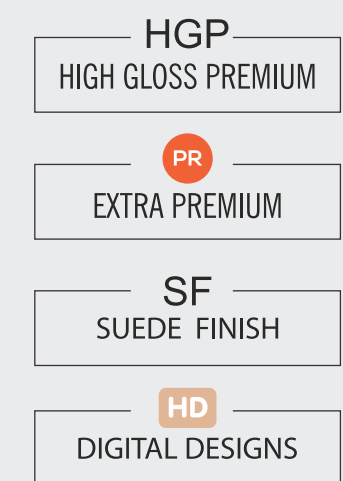 HGP
HIGH GLOSS PREMIUM
PR
EXTRA PREMIUM
SF
SUEDE FINISH
HD
DIGITAL DESIGNS